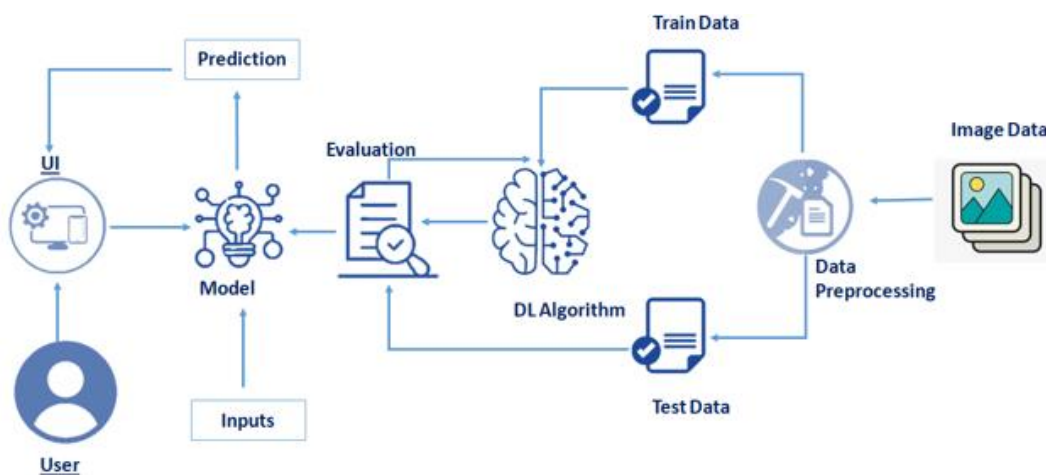 Train Data
Prediction
Image Data
Evaluation
UI
Model
DL Algorithm
Data
Preprocessing
Inputs
Test Data
User